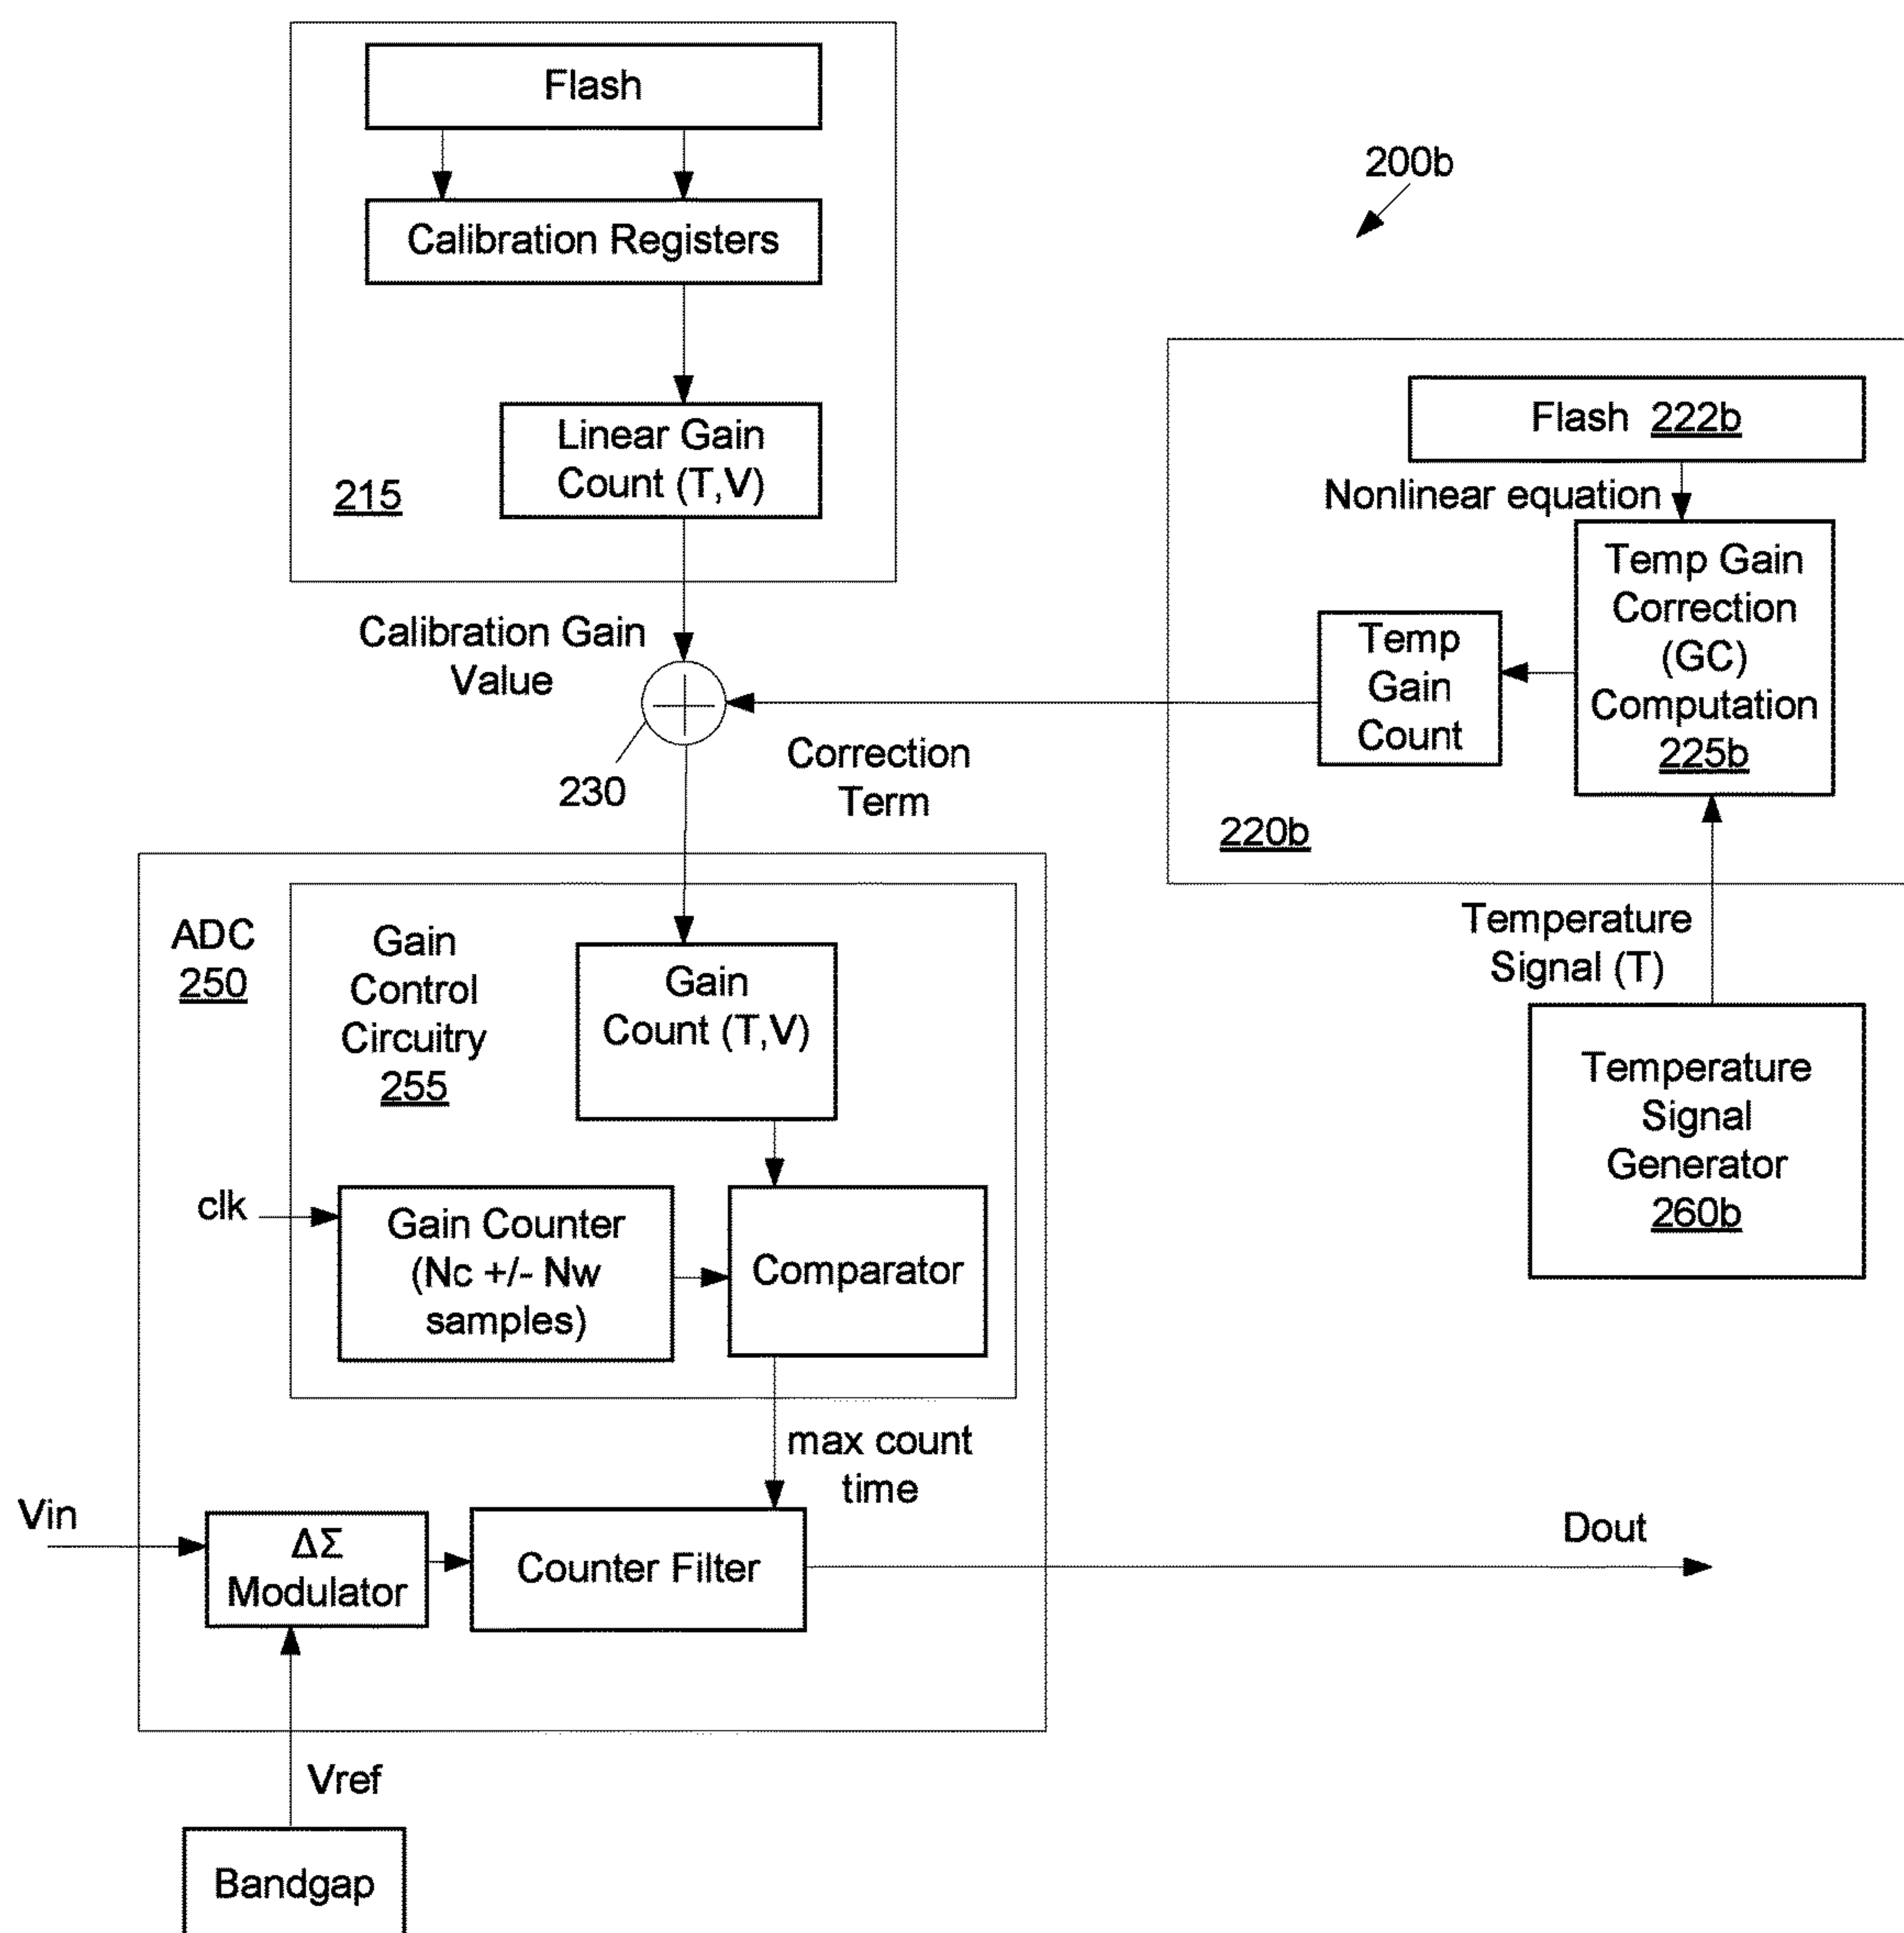 Flash
Calibration Registers
Linear Gain
Count (T,V)
215
200b
Flash 222b
Nonlinear equation
Temp Gain
Correction
(GC)
Computation
225b
Temp
Gain
Count
220b
Calibration Gain
Value
230
Correction
Term
Temperature
Signal (T)
Temperature
Signal
Generator
260b
ADC
250
Gain
Control
Circuitry
255
Gain
Count (T,V)
clk
Gain Counter
(Nc +/- Nw
samples)
Comparator
max count
time
Vin
ΔΣ
Modulator
Counter Filter
Dout
Vref
Bandgap